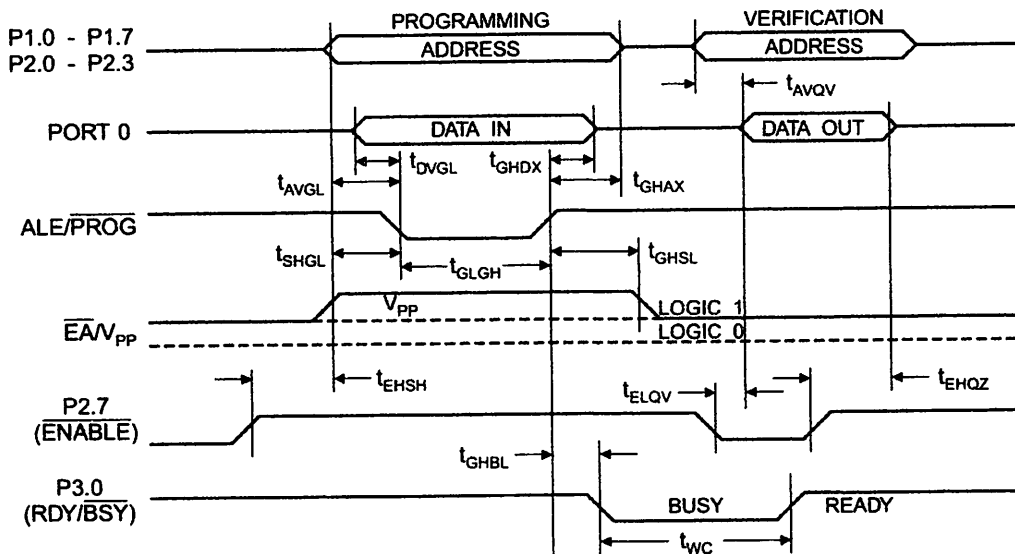 PROGRAMMING VERIFICATION
P1.0 - P1.7
P2.0 - P2.3
ADDRESS ADDRESS
tAVQV
PORT 0 DATA IN DATA OUT
tDVGL tGHDX
tAVGL tGHAX
ALE/PROG
tSHGL tGLGH tGHSL
VPP LOGIC 1
EA/VPP LOGIC 0
tEHSH tELQV tEHQZ
P2.7
(ENABLE)
tGHBL
P3.0
(RDY/BSY)
BUSY READY
tWC